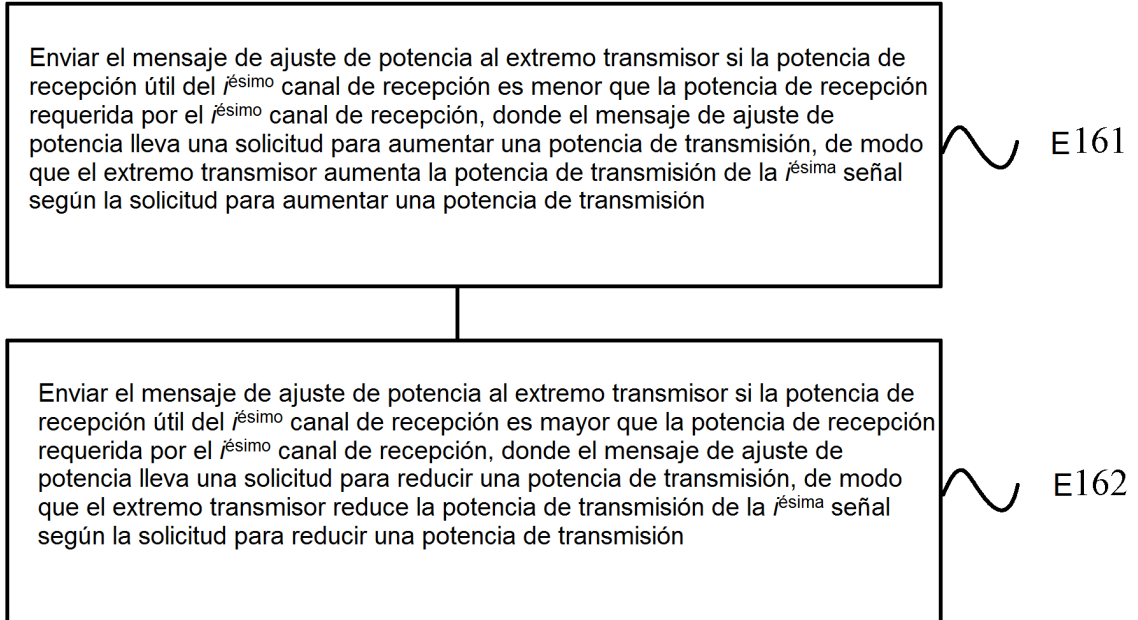 Enviar el mensaje de ajuste de potencia al extremo transmisor si la potencia de
recepción útil del iésimo canal de recepción es menor que la potencia de recepción
requerida por el iésimo canal de recepción, donde el mensaje de ajuste de
potencia lleva una solicitud para aumentar una potencia de transmisión, de modo
que el extremo transmisor aumenta la potencia de transmisión de la iésima señal
según la solicitud para aumentar una potencia de transmisión
E161
Enviar el mensaje de ajuste de potencia al extremo transmisor si la potencia de
recepción útil del iésimo canal de recepción es mayor que la potencia de recepción
requerida por el iésimo canal de recepción, donde el mensaje de ajuste de
potencia lleva una solicitud para reducir una potencia de transmisión, de modo
que el extremo transmisor reduce la potencia de transmisión de la iésima señal
según la solicitud para reducir una potencia de transmisión
E162